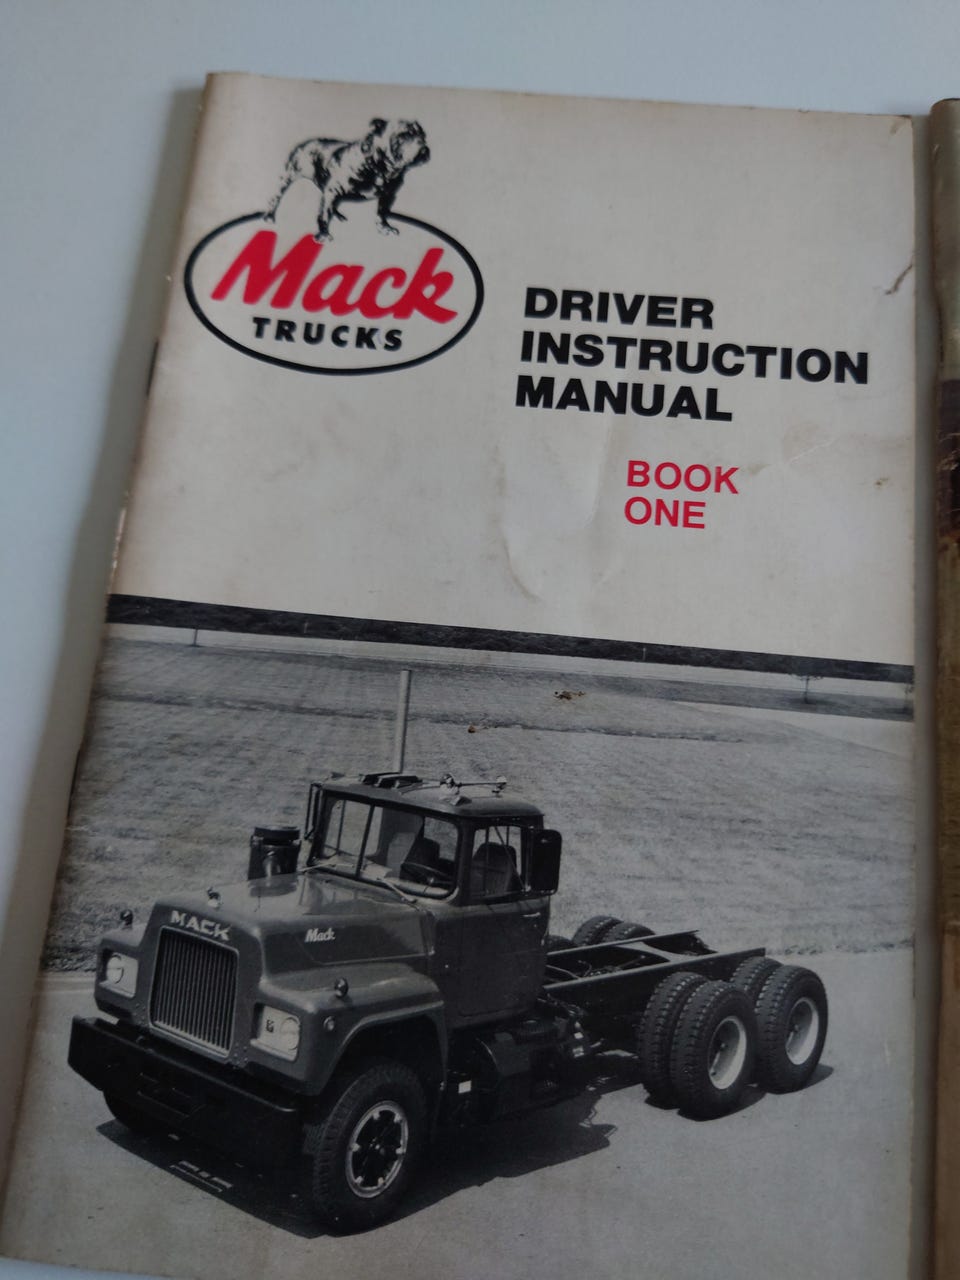 Mack
TRUCKS
DRIVER
INSTRUCTION
MANUAL
BOOK
ONE
MACK
Mack